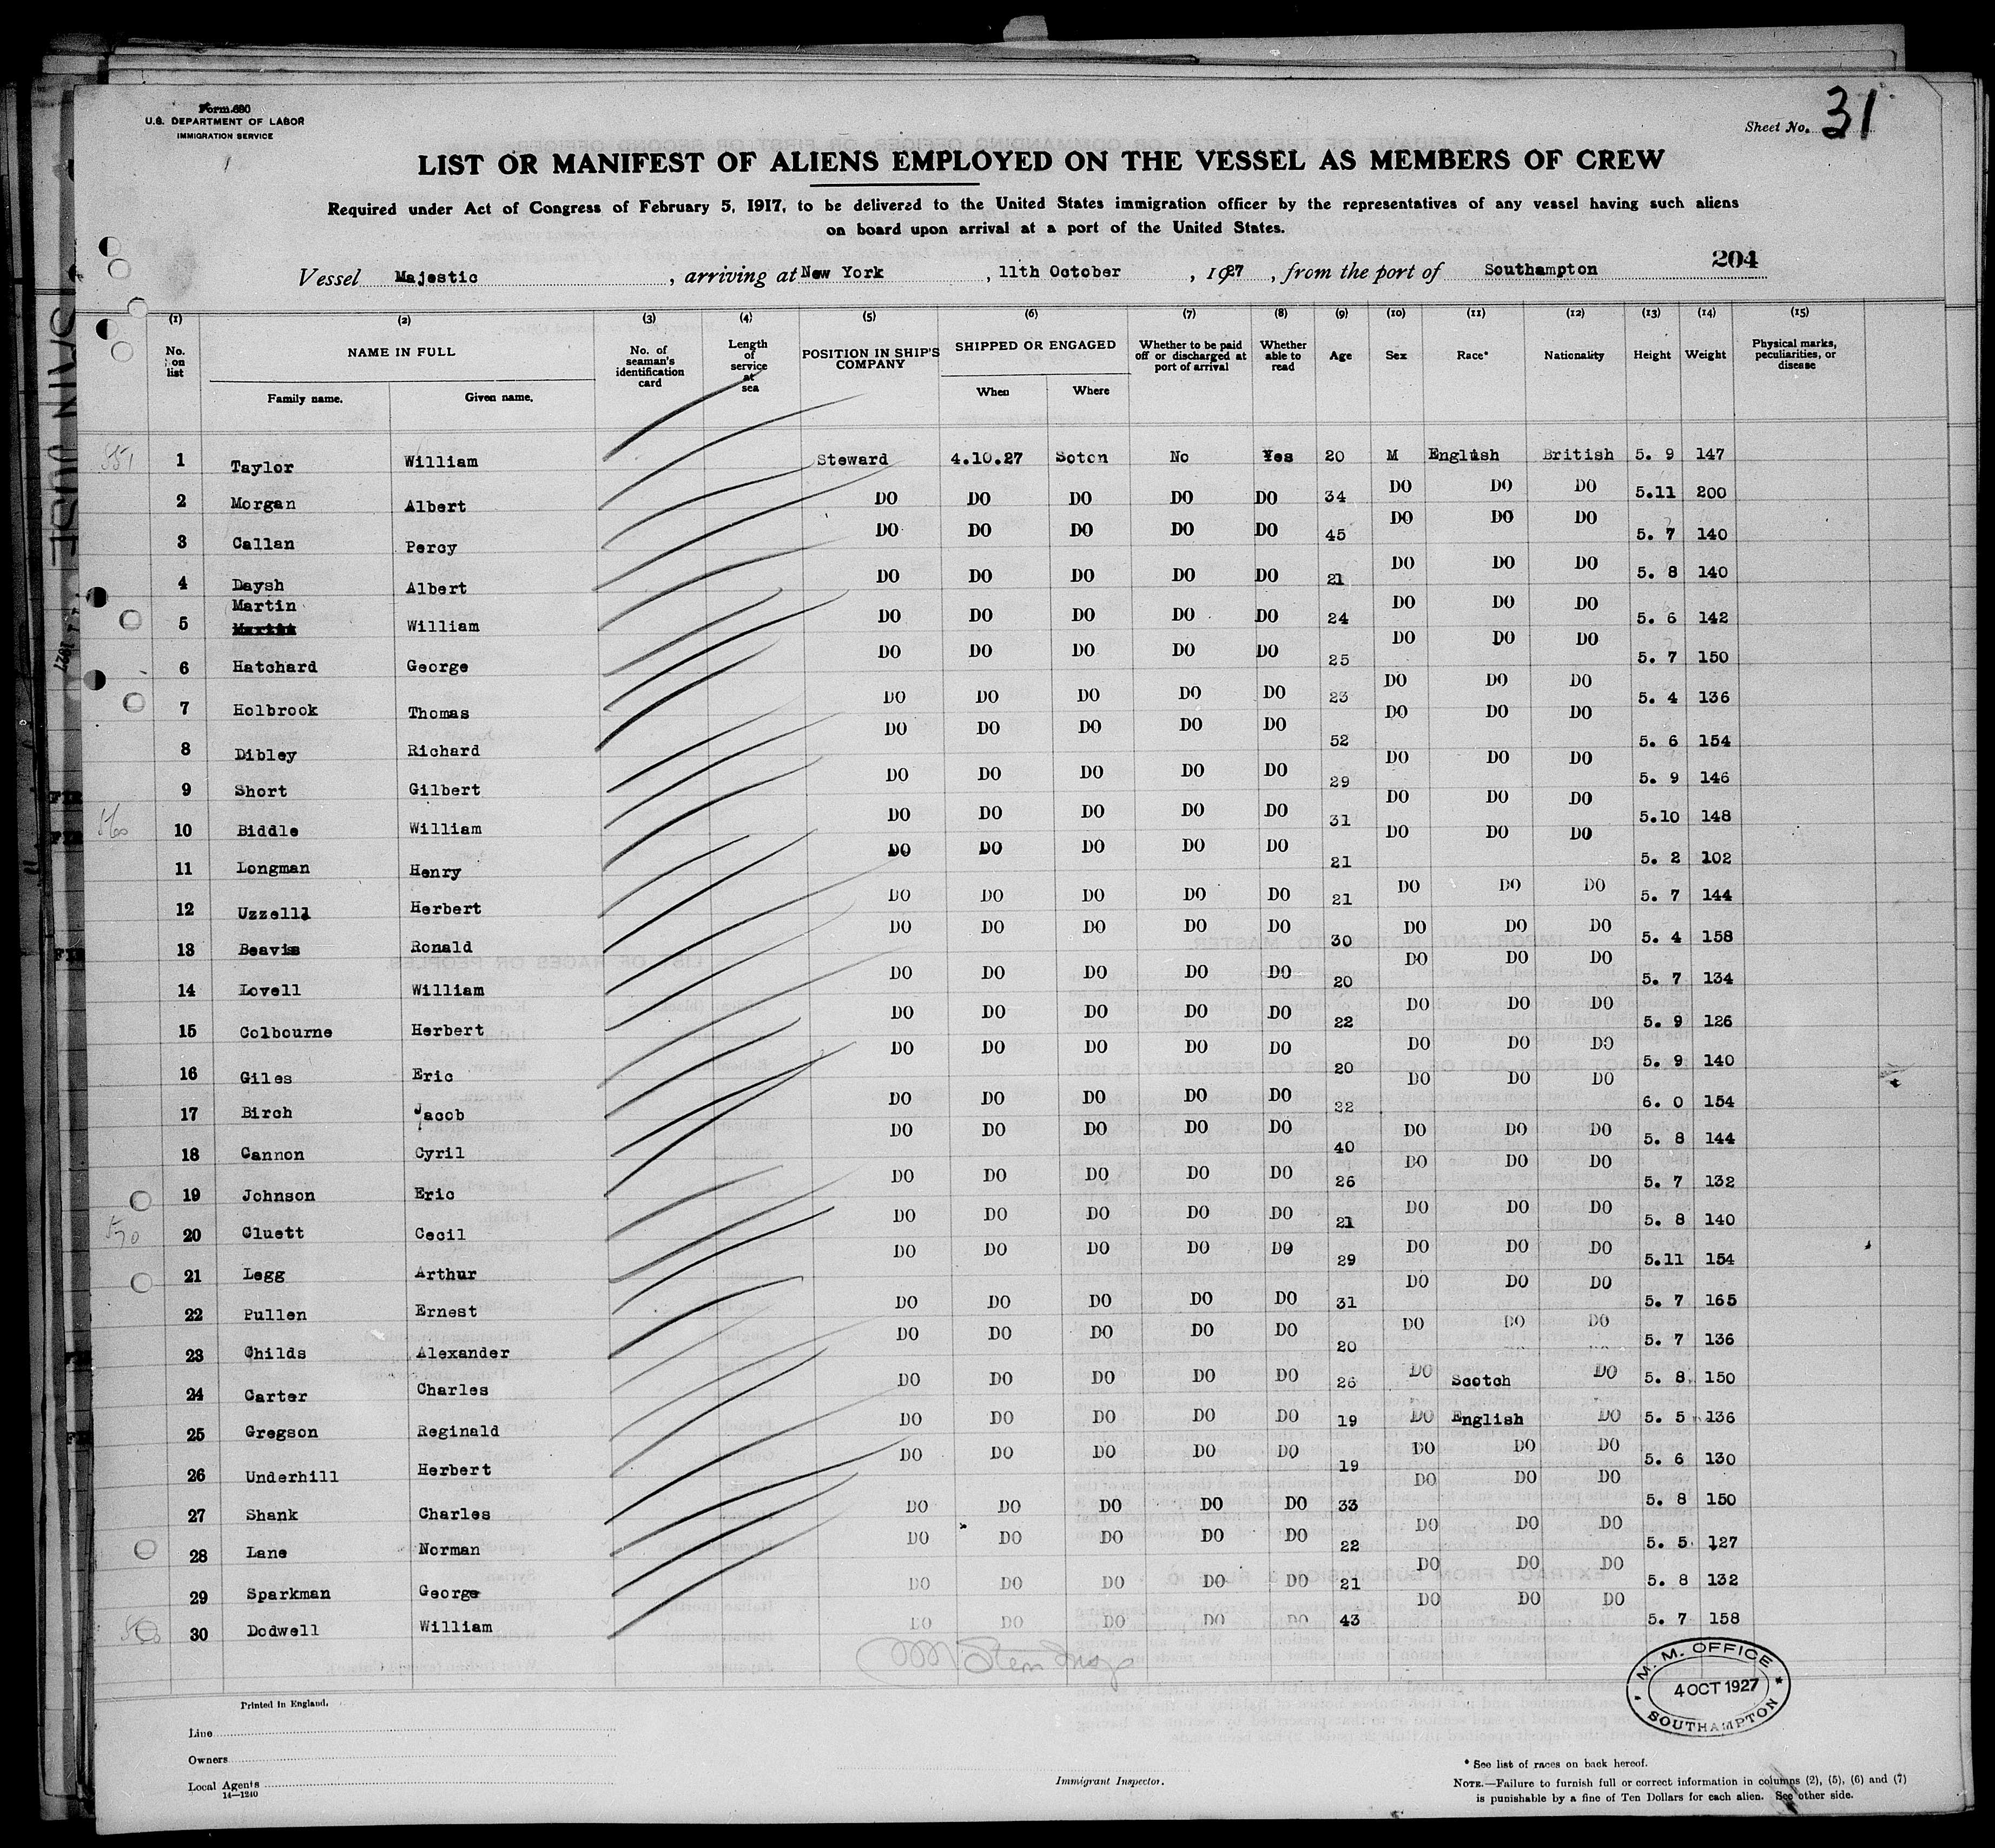 Form 680
U.S. DEPARTMENT OF LABOR
IMMIGRATION SERVICE
Sheet No. 31
LIST OR MANIFEST OF ALIENS EMPLOYED ON THE VESSEL AS MEMBERS OF CREW
Required under Act of Congress of February 5, 1917, to be delivered to the United States immigration officer by the representatives of any vessel having such aliens
on board upon arrival at a port of the United States.
204
Vessel Majestic, arriving at New York, 11th October, 1927, from the port of Southampton
(1) (2) (3) (4) (5) (6) (7) (8) (9) (10) (11) (12) (13) (14) (15)
No. on list NAME IN FULL Family name. Given name. No. of seaman's identification card Length of service at sea POSITION IN SHIP'S COMPANY SHIPPED OR ENGAGED When Where Whether to be paid off or discharged at port of arrival Whether able to read Age Sex Race* Nationality Height Weight Physical marks, peculiarities, or disease
551 1 Taylor William Steward 4.10.27 Soton No Yes 20 M English British 5. 9 147
2 Morgan Albert DO DO DO DO DO 34 DO DO DO 5.11 200
3 Callan Percy DO DO DO DO DO 45 DO DO DO 5. 7 140
4 Daysh Albert DO DO DO DO DO 21 DO DO DO 5. 8 140
Martin
5 William DO DO DO DO DO 24 DO DO DO 5. 6 142
6 Hatchard George DO DO DO DO DO 25 DO DO DO 5. 7 150
7 Holbrook Thomas DO DO DO DO DO 23 DO DO DO 5. 4 136
8 Dibley Richard DO DO DO DO DO 52 DO DO DO 5. 6 154
9 Short Gilbert DO DO DO DO DO 29 DO DO DO 5. 9 146
560 10 Biddle William DO DO DO DO DO 31 DO DO DO 5.10 148
11 Longman Henry DO DO DO DO DO 21 DO DO DO 5. 2 102
12 Uzzelll Herbert DO DO DO DO DO 21 DO DO DO 5. 7 144
13 Beavis Ronald DO DO DO DO DO 30 DO DO DO 5. 4 158
14 Lovell William DO DO DO DO DO 20 DO DO DO 5. 7 134
15 Colbourne Herbert DO DO DO DO DO 22 DO DO DO 5. 9 126
16 Giles Eric DO DO DO DO DO 20 DO DO DO 5. 9 140
17 Birch Jacob DO DO DO DO DO 22 DO DO DO 6. 0 154
18 Cannon Cyril DO DO DO DO DO 40 DO DO DO 5. 8 144
19 Johnson Eric DO DO DO DO DO 26 DO DO DO 5. 7 132
570 20 Cluett Cecil DO DO DO DO DO 21 DO DO DO 5. 8 140
21 Legg Arthur DO DO DO DO DO 29 DO DO DO 5.11 154
22 Pullen Ernest DO DO DO DO DO 31 DO DO DO 5. 7 165
23 Childs Alexander DO DO DO DO DO 20 DO DO DO 5. 7 136
24 Carter Charles DO DO DO DO DO 26 DO Scotch DO 5. 8. 150
25 Gregson Reginald DO DO DO DO DO 19 DO English DO 5. 5 136
26 Underhill Herbert DO DO DO DO DO 19 DO DO DO 5. 6 130
27 Shank Charles DO DO DO DO DO 33 DO DO DO 5. 8 150
28 Lane Norman DO DO DO DO DO 22 DO DO DO 5. 5 127
29 Sparkman George DO DO DO DO DO 21 DO DO DO 5. 8 132
30 Dodwell William DO DO DO DO DO 43 DO DO DO 5. 7 158
M. M. OFFICE
4 OCT 1927
SOUTHAMPTON
Printed in England.
Line
Owners
Local Agents
14—1240
Immigrant Inspector.
* See list of races on back hereof.
NOTE.—Failure to furnish full or correct information in columns (2), (5), (6) and (7)
is punishable by a fine of Ten Dollars for each alien. See other side.